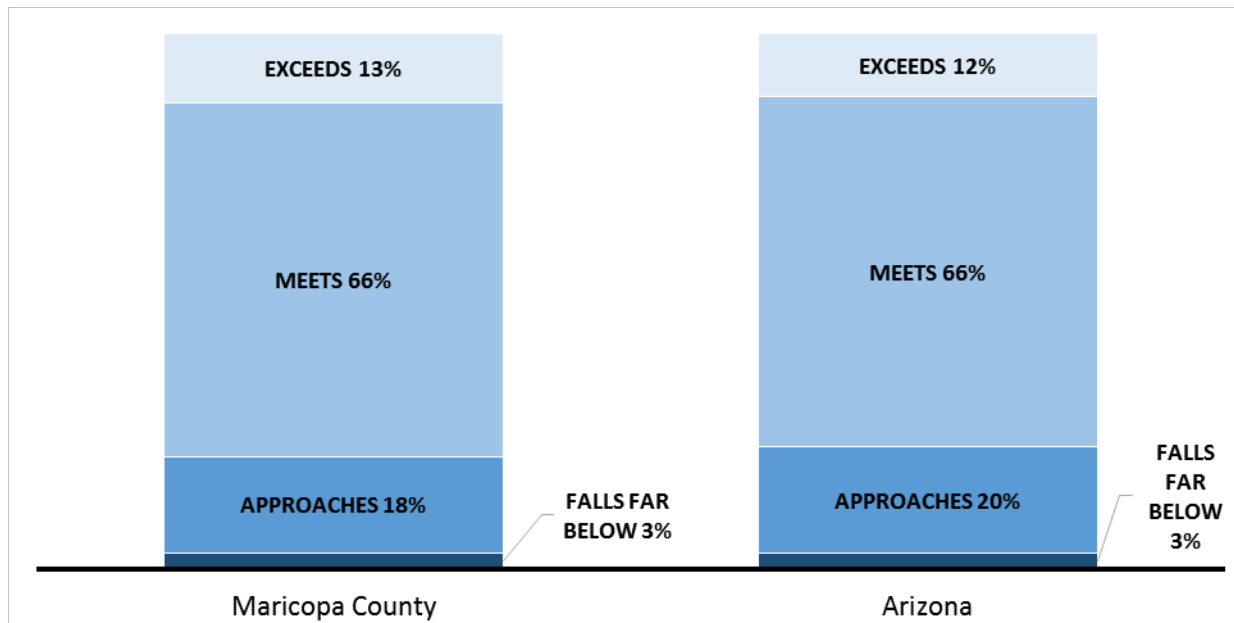 EXCEEDS 13%
MEETS 66%
APPROACHES 18%
FALLS FAR
BELOW 3%
Maricopa County
EXCEEDS 12%
MEETS 66%
APPROACHES 20%
FALLS
FAR
BELOW
3%
Arizona